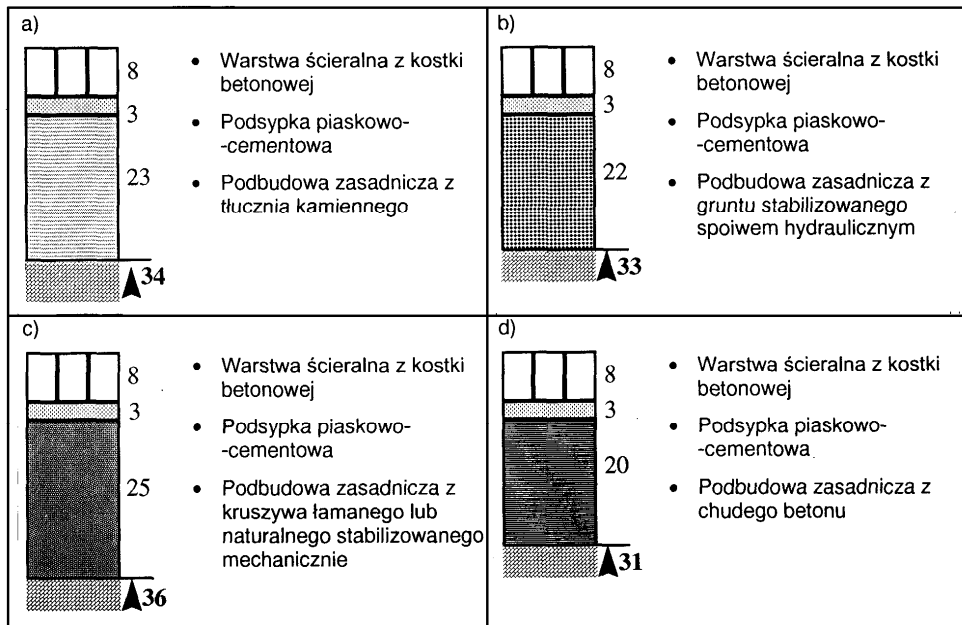 a)
8
3
23
34
• Warstwa ścieralna z kostki
betonowej
• Podsypka piaskowo-
-cementowa
• Podbudowa zasadnicza z
tłucznia kamiennego
b)
8
3
22
33
• Warstwa ścieralna z kostki
betonowej
• Podsypka piaskowo-
-cementowa
• Podbudowa zasadnicza z
gruntu stabilizowanego
spoiwem hydraulicznym
c)
8
3
25
36
• Warstwa ścieralna z kostki
betonowej
• Podsypka piaskowo-
-cementowa
• Podbudowa zasadnicza z
kruszywa łamanego lub
naturalnego stabilizowanego
mechanicznie
d)
8
3
20
31
• Warstwa ścieralna z kostki
betonowej
• Podsypka piaskowo-
-cementowa
• Podbudowa zasadnicza z
chudego betonu